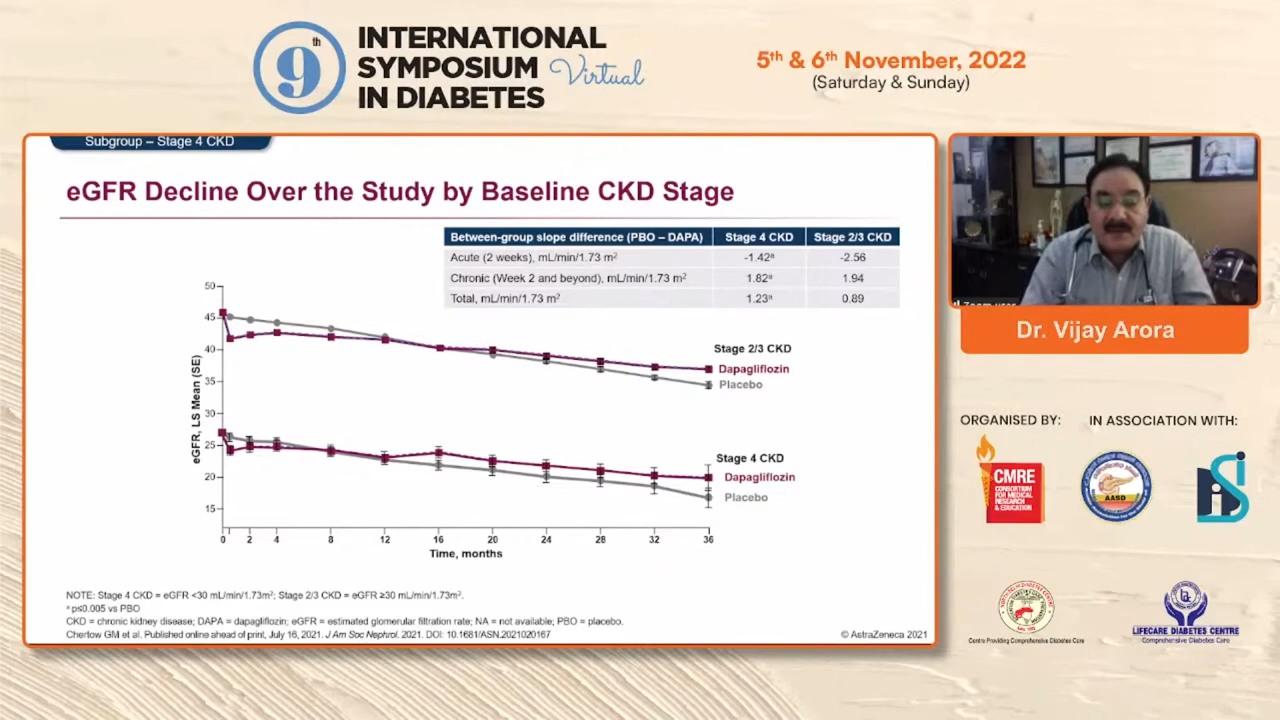 9th
INTERNATIONAL
SYMPOSIUM Virtual
IN DIABETES
5th & 6th November, 2022
(Saturday & Sunday)
Subgroup – Stage 4 CKD
eGFR Decline Over the Study by Baseline CKD Stage
Between-group slope difference (PBO – DAPA) Stage 4 CKD Stage 2/3 CKD
Acute (2 weeks), mL/min/1.73 m² -1.42ᵃ -2.56
Chronic (Week 2 and beyond), mL/min/1.73 m² 1.82ᵃ 1.94
Total, mL/min/1.73 m² 1.23ᵃ 0.89
eGFR, LS Mean (SE)
50
45
40
35
30
25
20
15
Stage 2/3 CKD
Dapagliflozin
Placebo
Stage 4 CKD
Dapagliflozin
Placebo
0 2 4 8 12 16 20 24 28 32 36
Time, months
NOTE: Stage 4 CKD = eGFR <30 mL/min/1.73m²; Stage 2/3 CKD = eGFR ≥30 mL/min/1.73m².
ᵃ p≤0.005 vs PBO
CKD = chronic kidney disease; DAPA = dapagliflozin; eGFR = estimated glomerular filtration rate; NA = not available; PBO = placebo.
Chertow GM et al. Published online ahead of print, July 16, 2021. J Am Soc Nephrol. 2021. DOI: 10.1681/ASN.2021020167
© AstraZeneca 2021
Zoom user
Dr. Vijay Arora
ORGANISED BY:
IN ASSOCIATION WITH:
CMRE
CONSORTIUM
FOR MEDICAL
RESEARCH
& EDUCATION
AASD
Centre Providing Comprehensive Diabetes Care
LIFECARE DIABETES CENTRE
Comprehensive Diabetes Care